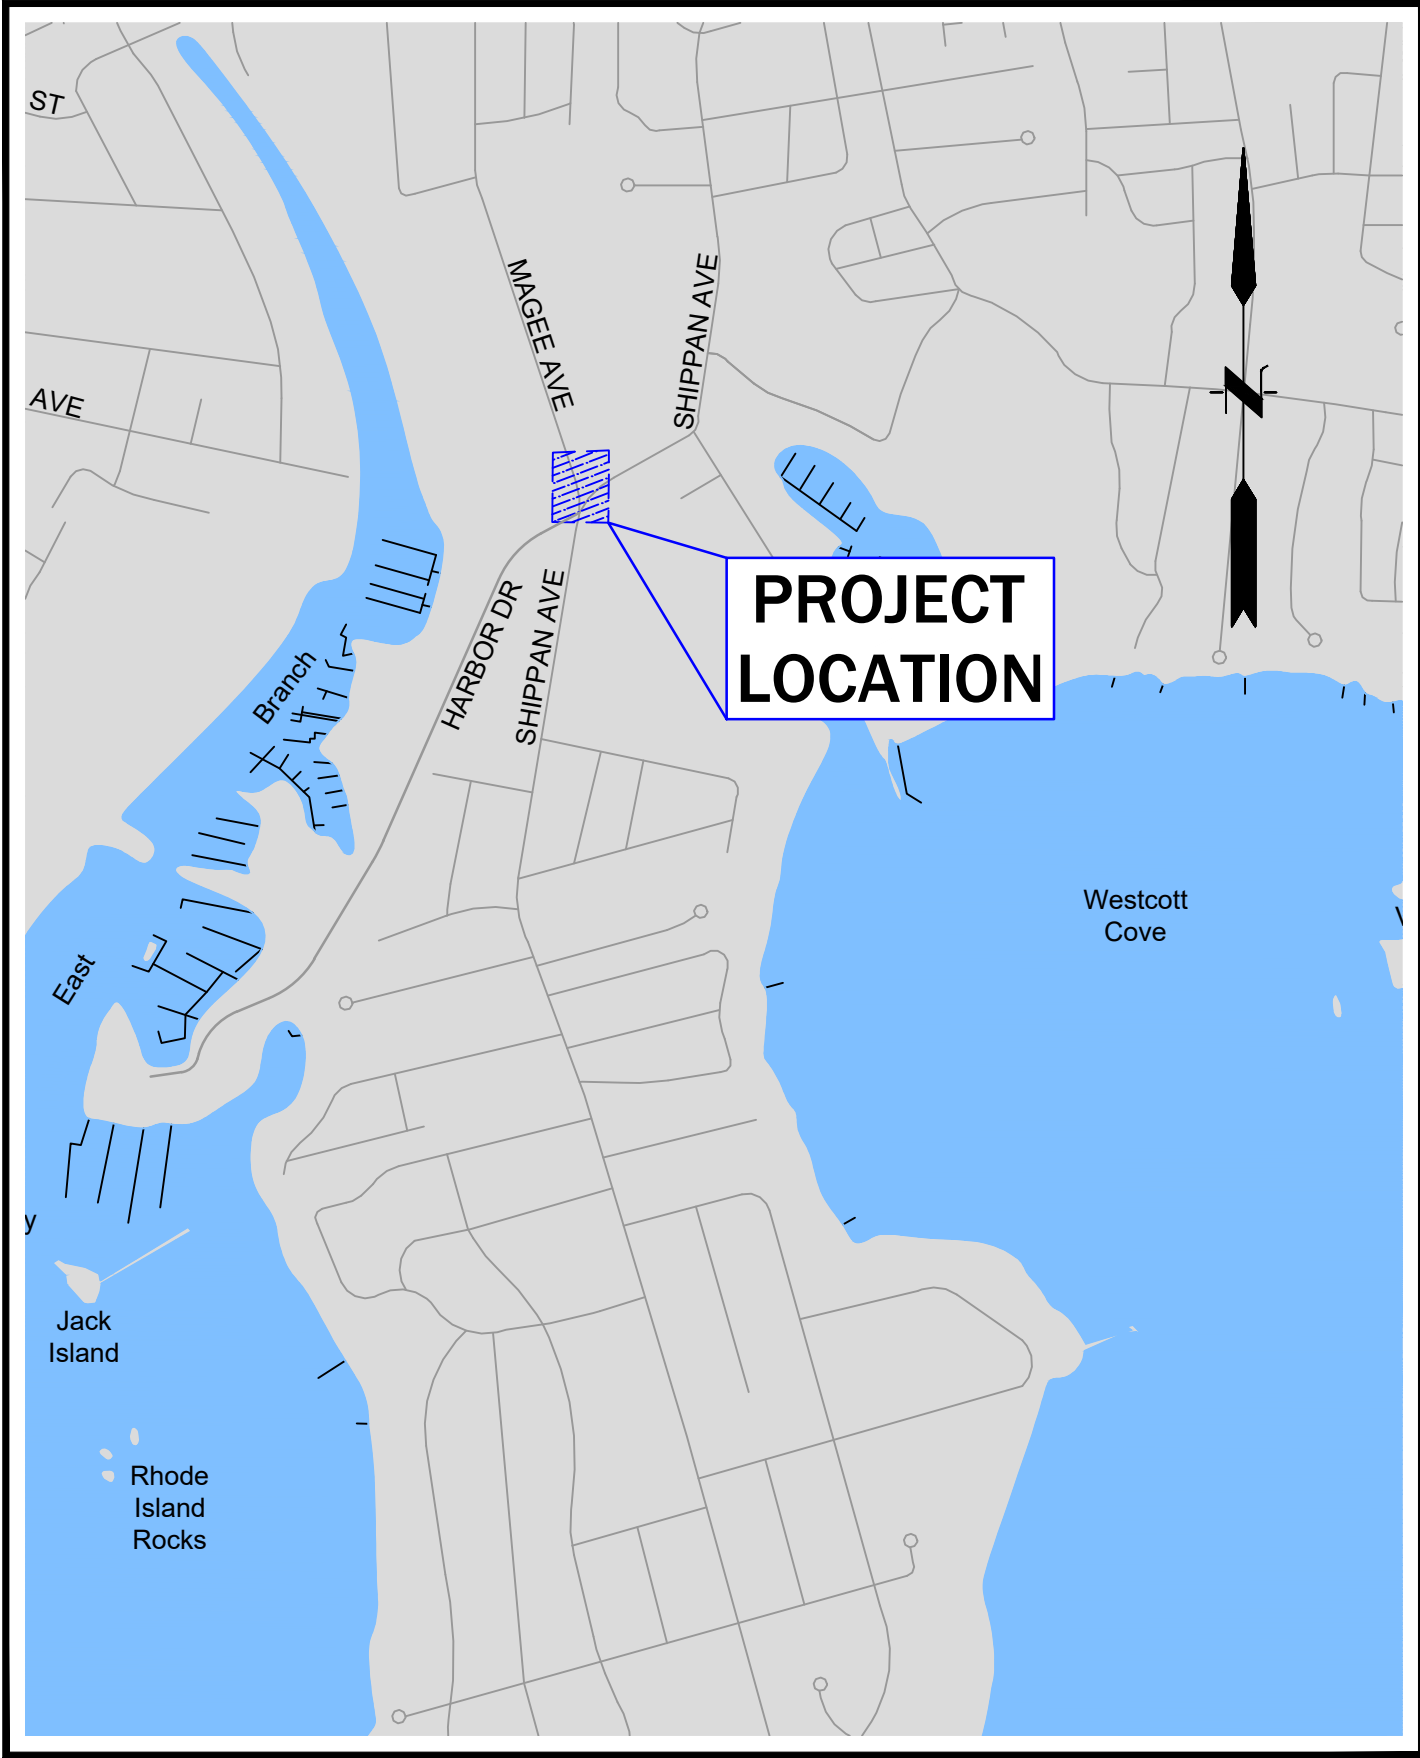 ST
MAGEE AVE
SHIPPAN AVE
AVE
PROJECT
LOCATION
HARBOR DR
SHIPPAN AVE
Branch
Westcott
Cove
East
y
Jack
Island
Rhode
Island
Rocks
N